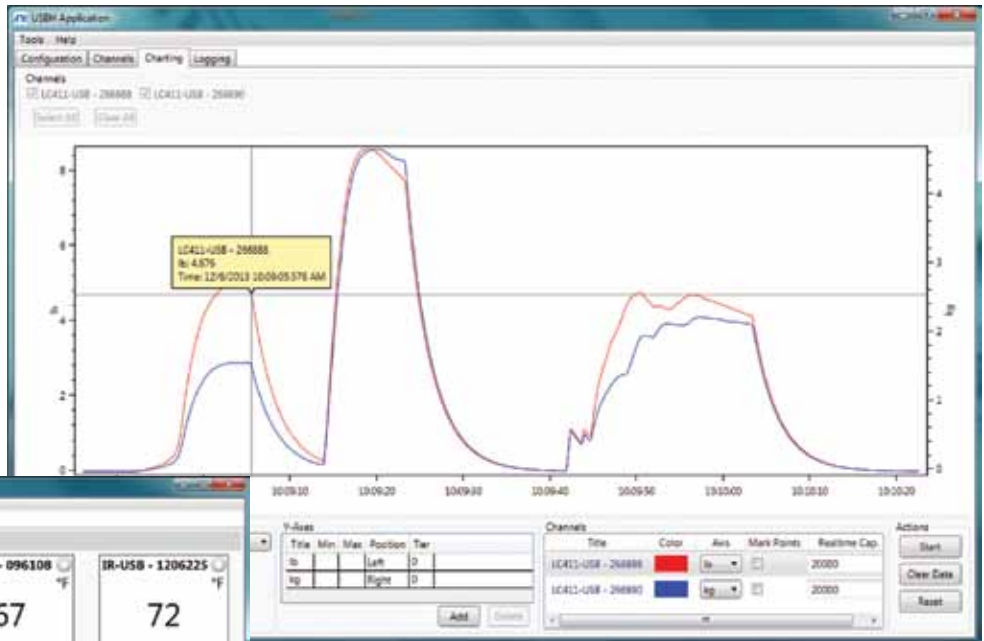 USBH Application
Tools Help
Configuration Channels Charting Logging
Channels
LC411-USB - 266888 LC411-USB - 266890
Select All Clear All
8
6
4
2
0
lb
4
3
2
1
0
kg
LC411-USB - 266888
lb: 4.676
Time: 12/6/2013 10:09:05.576 AM
10:09:10 10:09:20 10:09:30 10:09:40 10:09:50 10:10:00 10:10:10 10:10:20
Y-Axes
Title Min Max Position Tier
lb Left 0
kg Right 0
Add Delete
Channels
Title Color Axis Mark Points Realtime Cap.
LC411-USB - 266888 lb 20000
LC411-USB - 266890 kg 20000
Actions
Start
Clear Data
Reset
- 096108
°F
67
IR-USB - 1206225
°F
72